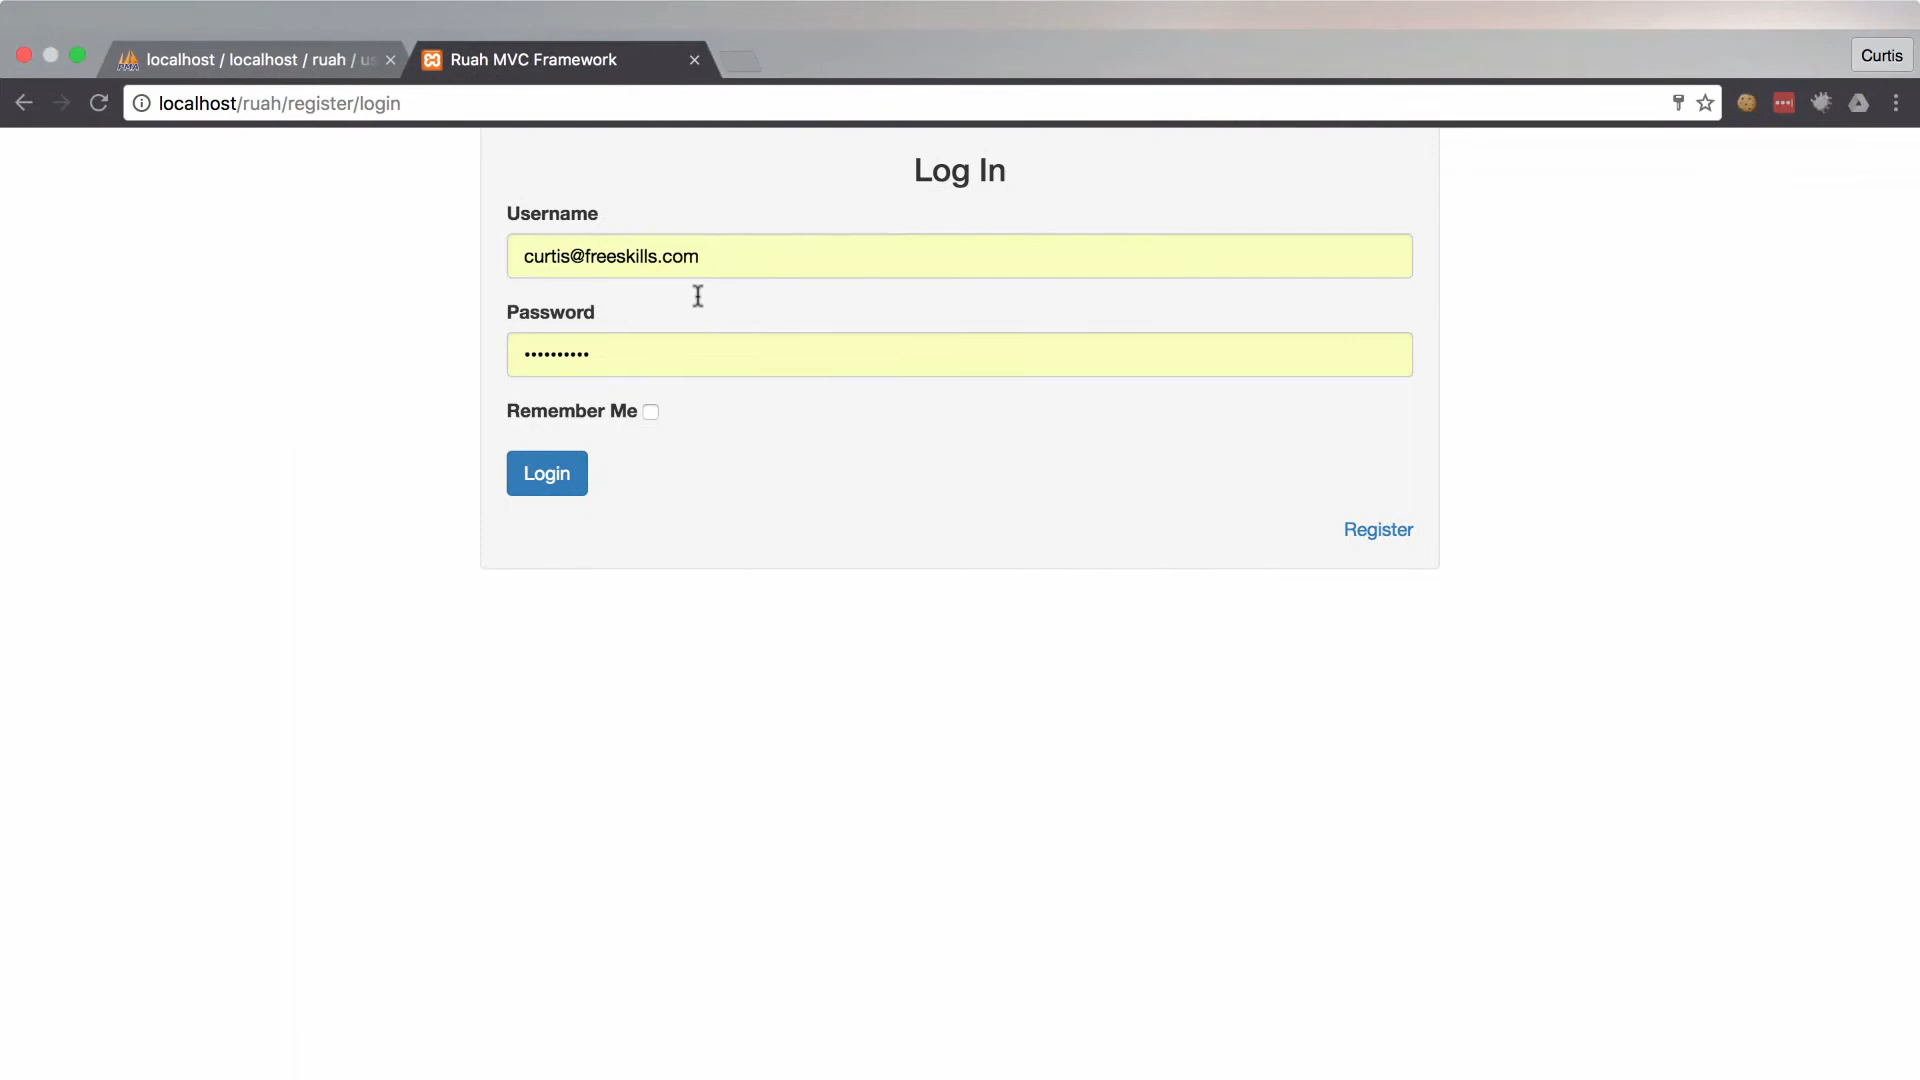 localhost / localhost / ruah / us
Ruah MVC Framework
Curtis
localhost/ruah/register/login
Log In
Username
curtis@freeskills.com
Password
••••••••••
Remember Me
Login
Register